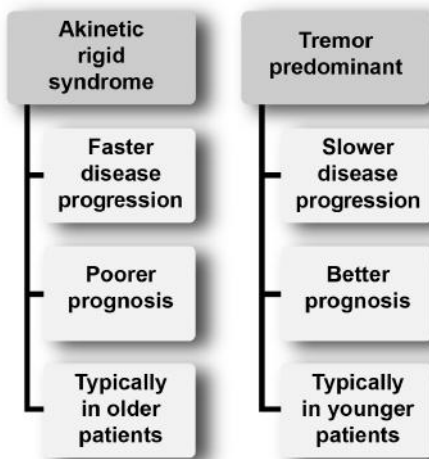 Akinetic
rigid
syndrome
Faster
disease
progression
Poorer
prognosis
Typically
in older
patients
Tremor
predominant
Slower
disease
progression
Better
prognosis
Typically
in younger
patients